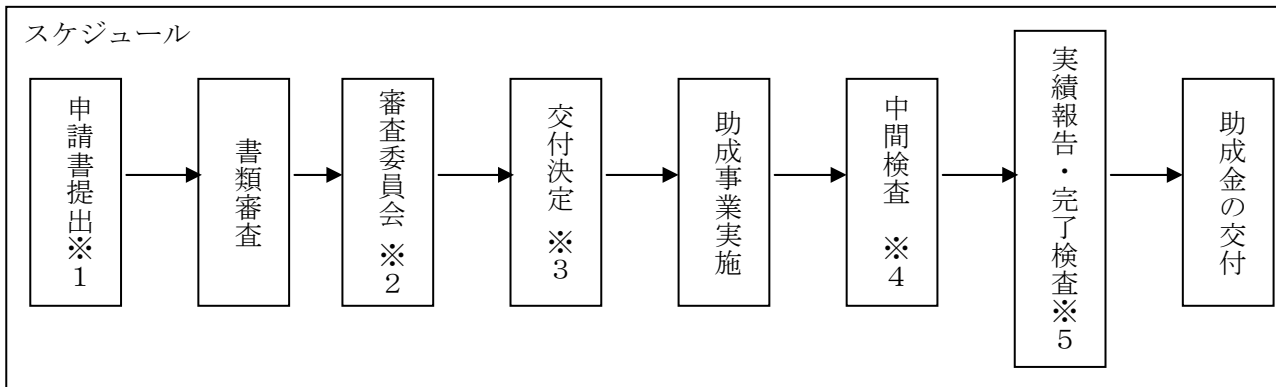 スケジュール
申請書提出※1
書類審査
審査委員会 ※2
交付決定 ※3
助成事業実施
中間検査 ※4
実績報告・完了検査※5
助成金の交付